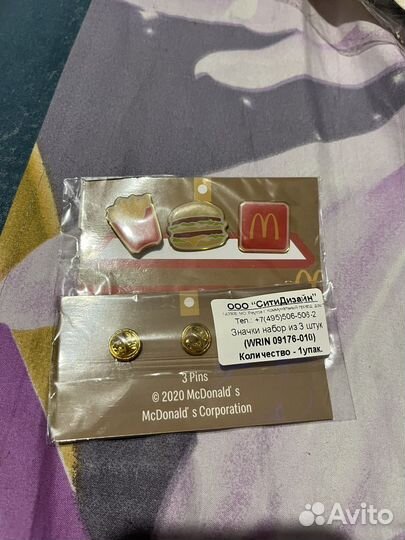 ООО "СитиДизайн"
Тел.: +7(495)506-506-2
Значки набор из 3 штук
(WRIN 09176-010)
Количество - 1упак.
3 Pins
© 2020 McDonald's
McDonald's Corporation
Avito